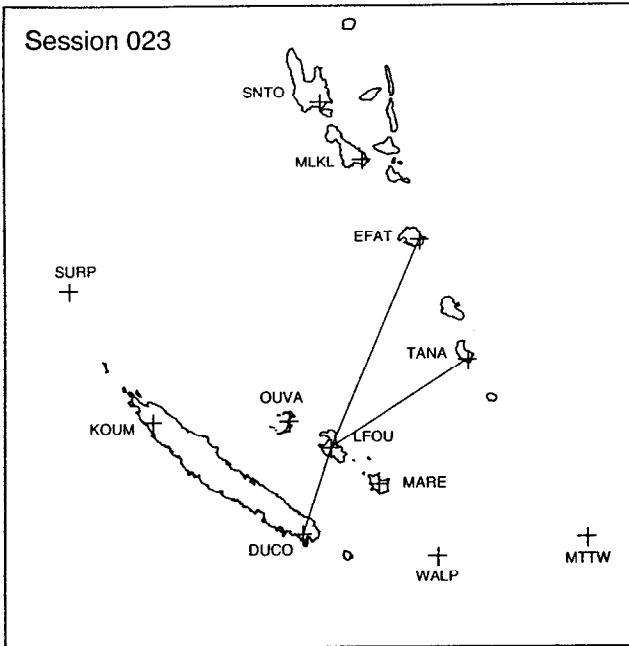 Session 023
SNTO
MLKL
EFAT
SURP
TANA
OUVA
KOUM
LFOU
MARE
DUCO
WALP
MTTW